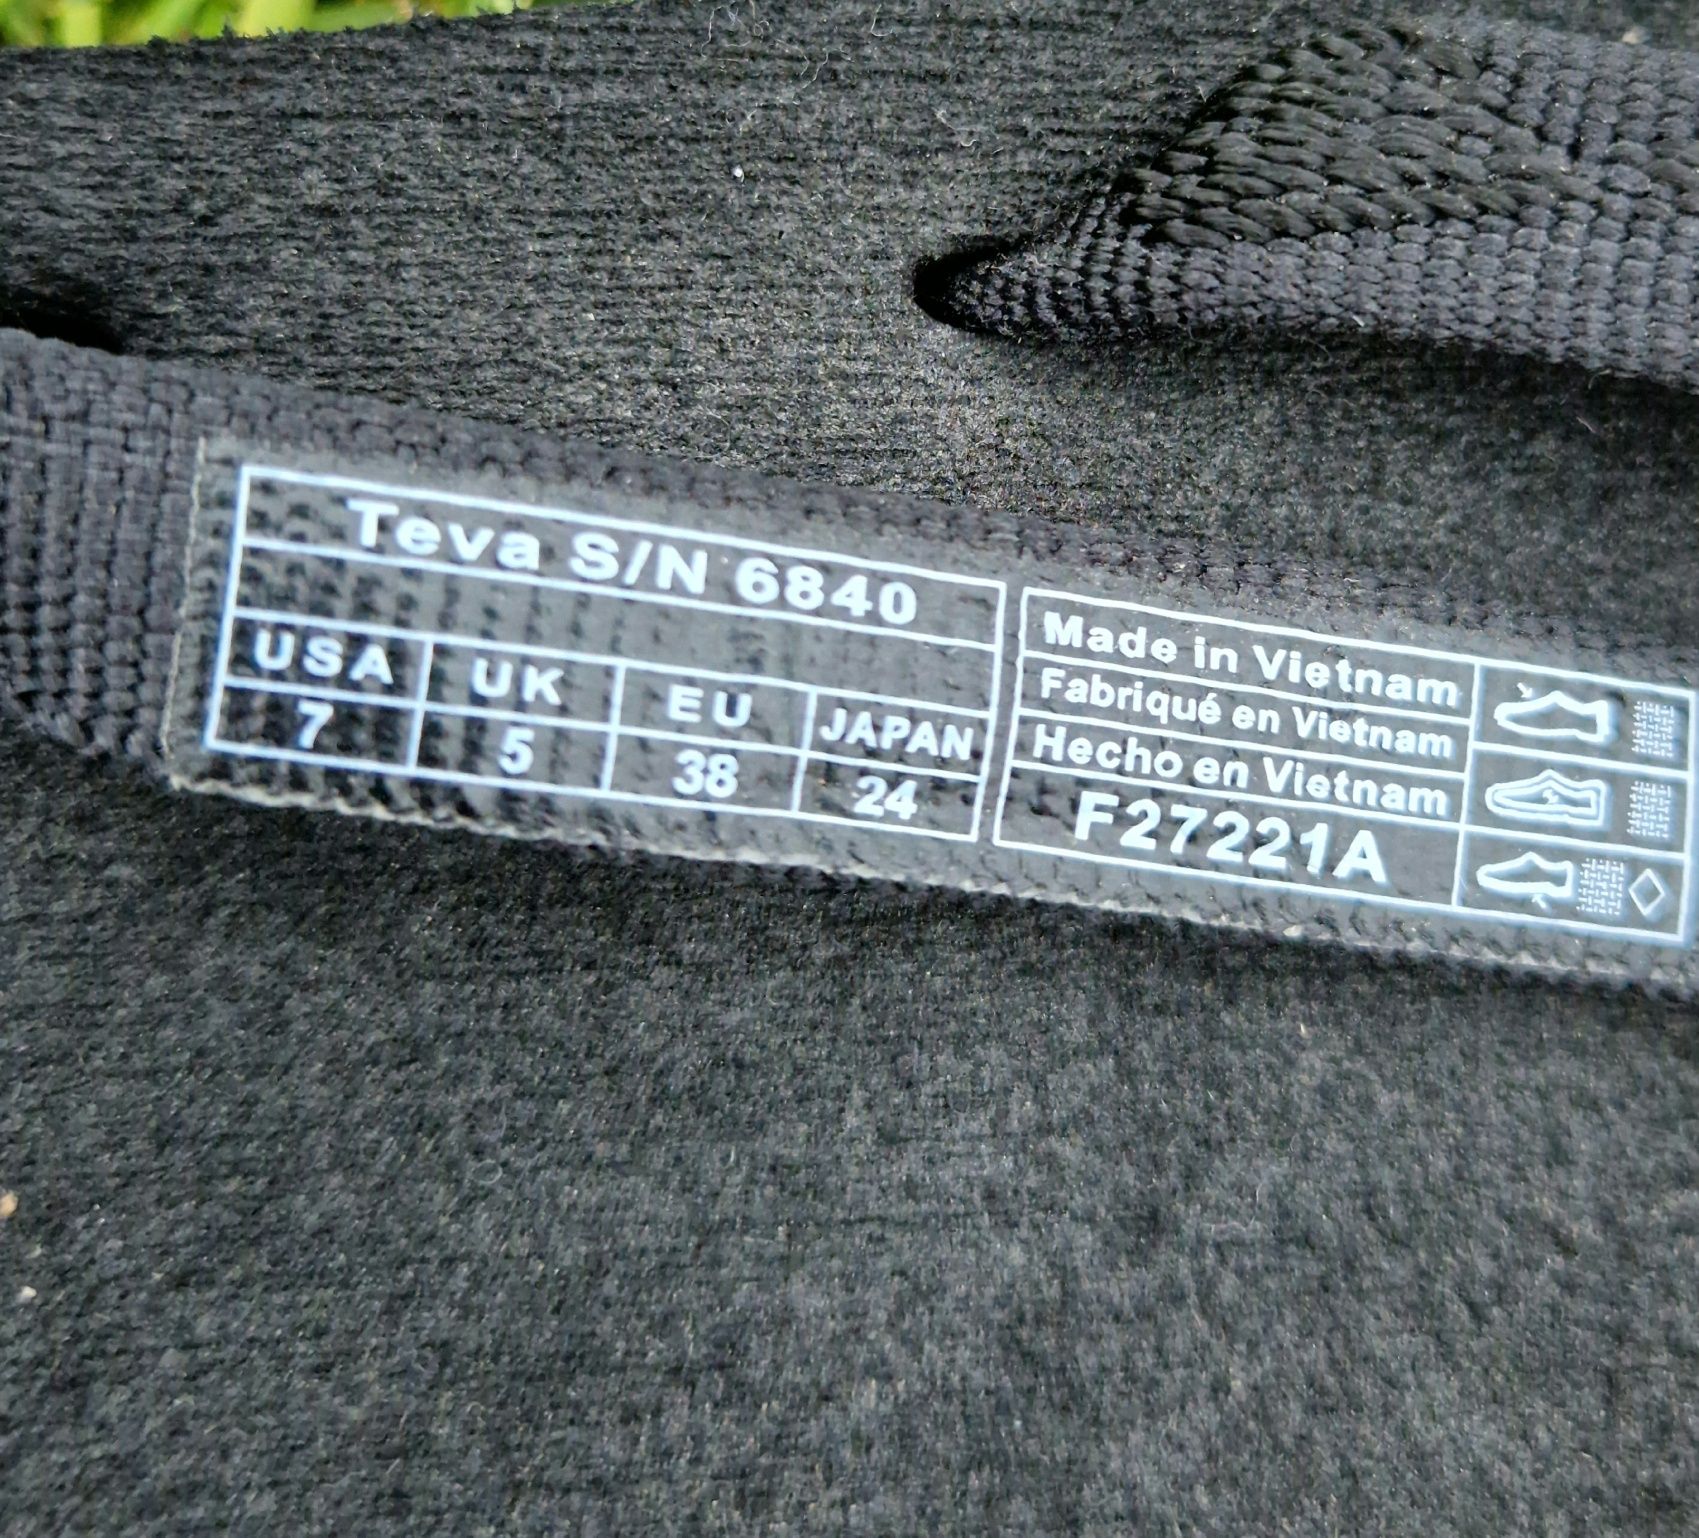 Teva S/N 6840
USA UK EU JAPAN
7 5 38 24
Made in Vietnam
Fabriqué en Vietnam
Hecho en Vietnam
F27221A